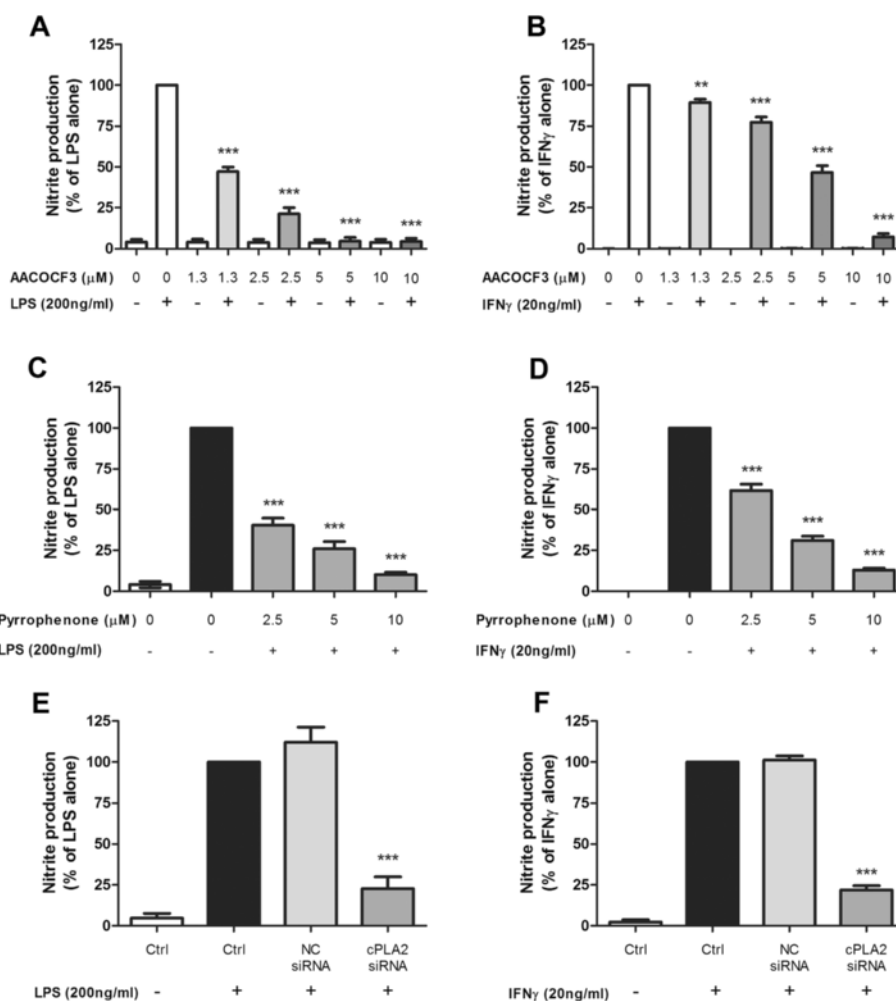 A
Nitrite production
(% of LPS alone)
125
100
75
50
25
0
***
***
***
***
AACOCF3 (μM) 0 0 1.3 1.3 2.5 2.5 5 5 10 10
LPS (200ng/ml) - + - + - + - + - +
B
Nitrite production
(% of IFNγ alone)
125
100
75
50
25
0
**
***
***
***
AACOCF3 (μM) 0 0 1.3 1.3 2.5 2.5 5 5 10 10
IFNγ (20ng/ml) - + - + - + - + - +
C
Nitrite production
(% of LPS alone)
125
100
75
50
25
0
***
***
***
Pyrrophenone (μM) 0 0 2.5 5 10
LPS (200ng/ml) - - + + +
D
Nitrite production
(% of IFNγ alone)
125
100
75
50
25
0
***
***
***
Pyrrophenone (μM) 0 0 2.5 5 10
IFNγ (20ng/ml) - - + + +
E
Nitrite production
(% of LPS alone)
125
100
75
50
25
0
***
Ctrl Ctrl NC siRNA cPLA2 siRNA
LPS (200ng/ml) - + + +
F
Nitrite production
(% of IFNγ alone)
125
100
75
50
25
0
***
Ctrl Ctrl NC siRNA cPLA2 siRNA
IFNγ (20ng/ml) - + + +